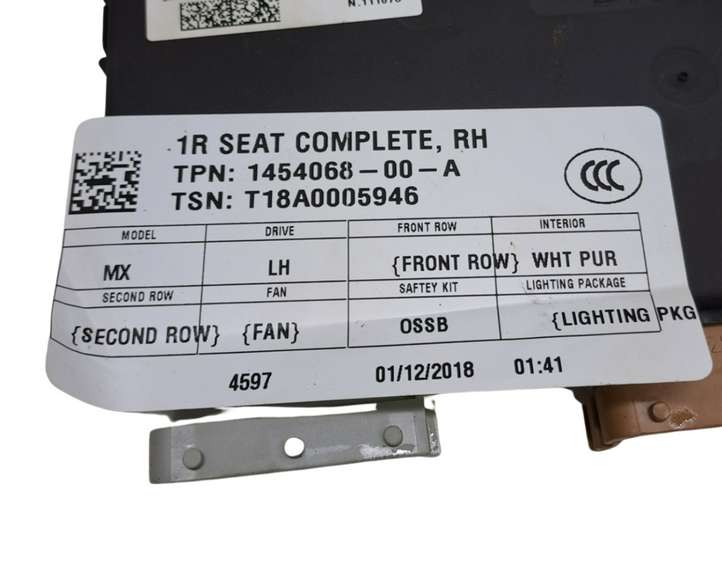 1R SEAT COMPLETE, RH
TPN: 1454068-00-A
TSN: T18A0005946
CCC
MODEL DRIVE FRONT ROW INTERIOR
MX LH {FRONT ROW} WHT PUR
SECOND ROW FAN SAFTEY KIT LIGHTING PACKAGE
{SECOND ROW} {FAN} OSSB {LIGHTING PKG
4597 01/12/2018 01:41